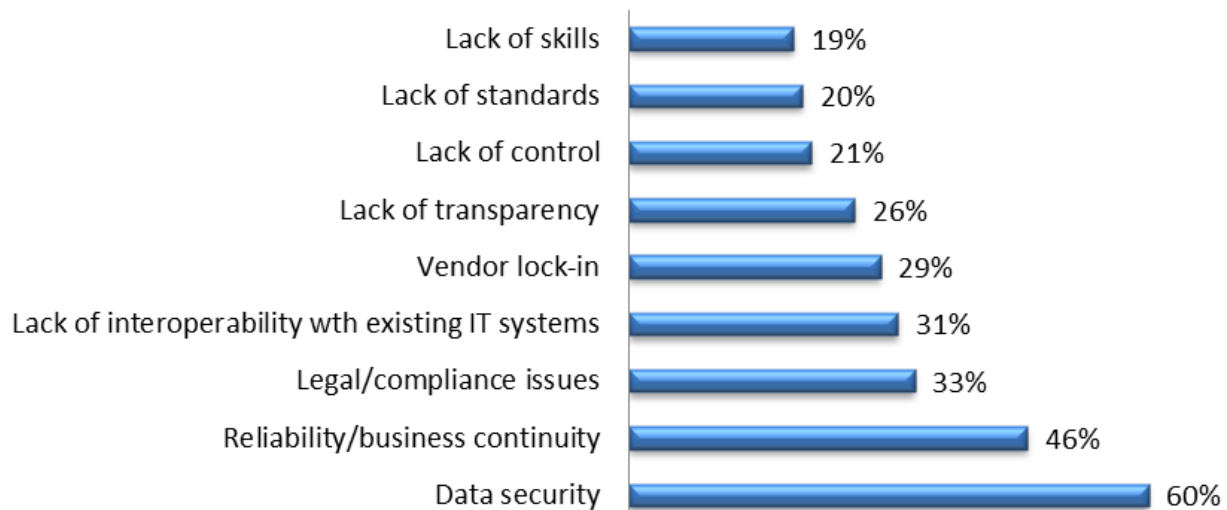 Lack of skills 19%
Lack of standards 20%
Lack of control 21%
Lack of transparency 26%
Vendor lock-in 29%
Lack of interoperability wth existing IT systems 31%
Legal/compliance issues 33%
Reliability/business continuity 46%
Data security 60%